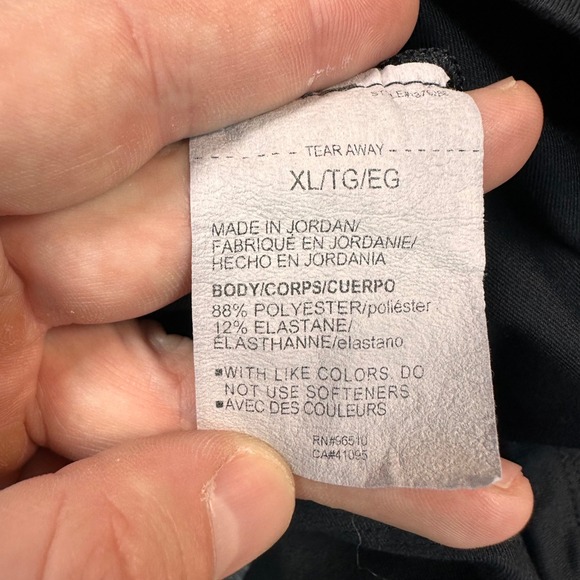 TEAR AWAY
XL/TG/EG
MADE IN JORDAN/
FABRIQUÉ EN JORDANIE/
HECHO EN JORDANIA
BODY/CORPS/CUERPO
88% POLYESTER/poliéster
12% ELASTANE/
ÉLASTHANNE/elastano
▪WITH LIKE COLORS. DO
NOT USE SOFTENERS
▪AVEC DES COULEURS
RN#96510
CA#41095